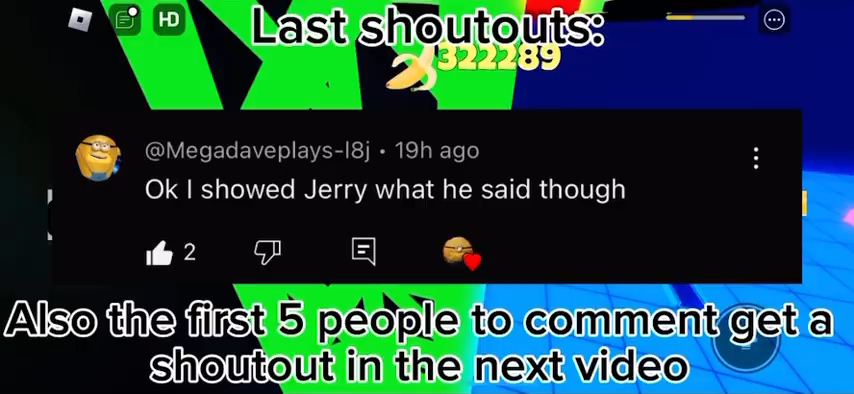 HD
Last shoutouts:
322289
@Megadaveplays-l8j • 19h ago
Ok I showed Jerry what he said though
2
Also the first 5 people to comment get a
shoutout in the next video